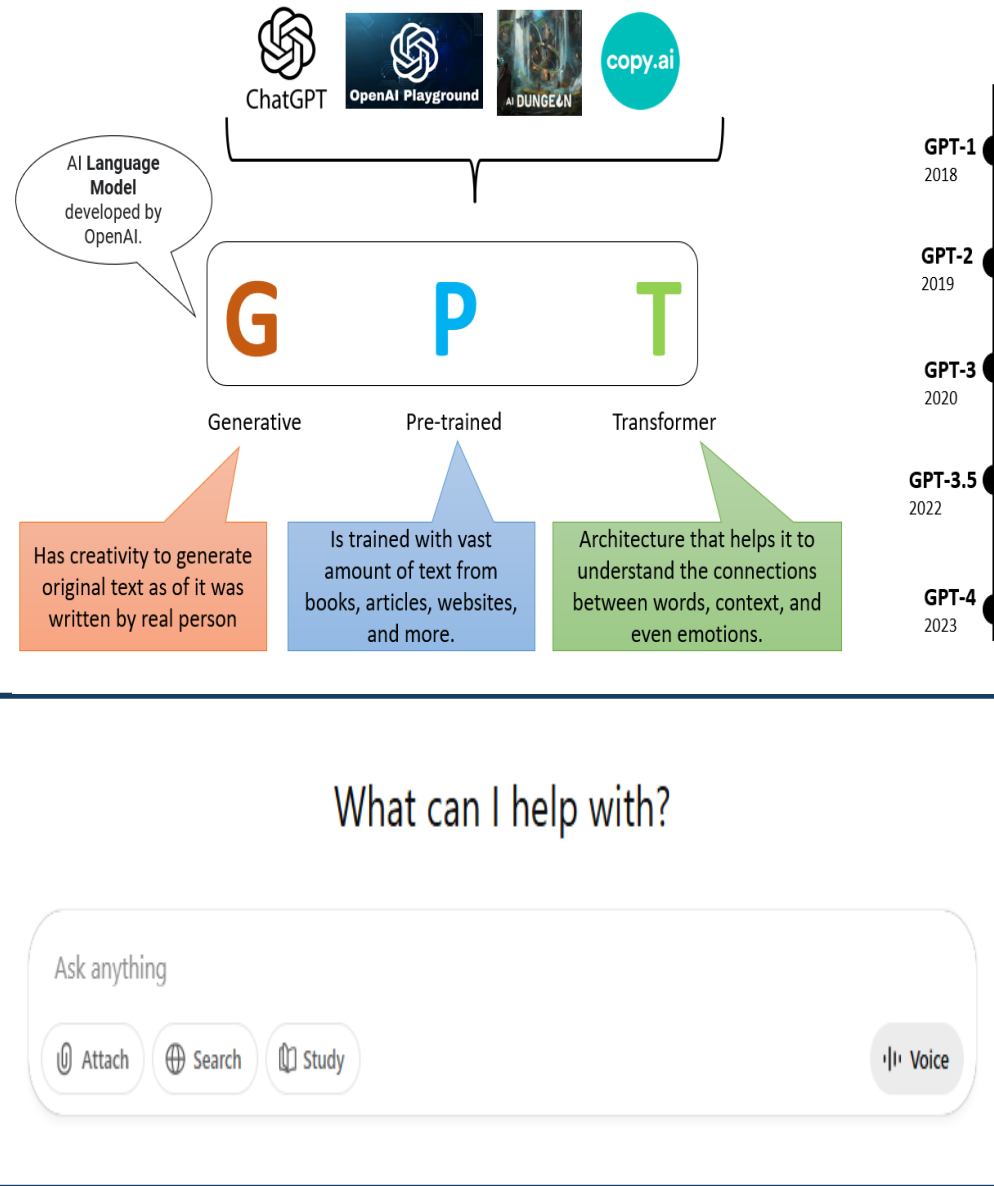 ChatGPT
OpenAI Playground
AI DUNGEON
copy.ai
AI Language
Model
developed by
OpenAI.
G P T
Generative Pre-trained Transformer
Has creativity to generate
original text as of it was
written by real person
Is trained with vast
amount of text from
books, articles, websites,
and more.
Architecture that helps it to
understand the connections
between words, context, and
even emotions.
GPT-1
2018
GPT-2
2019
GPT-3
2020
GPT-3.5
2022
GPT-4
2023
What can I help with?
Ask anything
Attach Search Study Voice